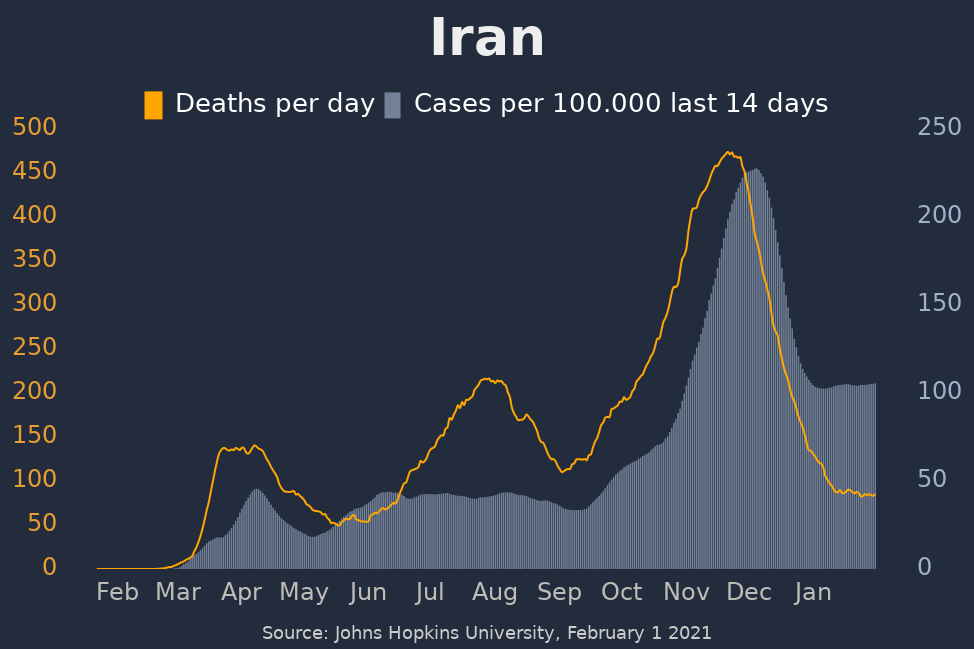 Iran
Deaths per day Cases per 100.000 last 14 days
500 250
450
400 200
350
300 150
250
200 100
150
100 50
50
0 0
Feb Mar Apr May Jun Jul Aug Sep Oct Nov Dec Jan
Source: Johns Hopkins University, February 1 2021